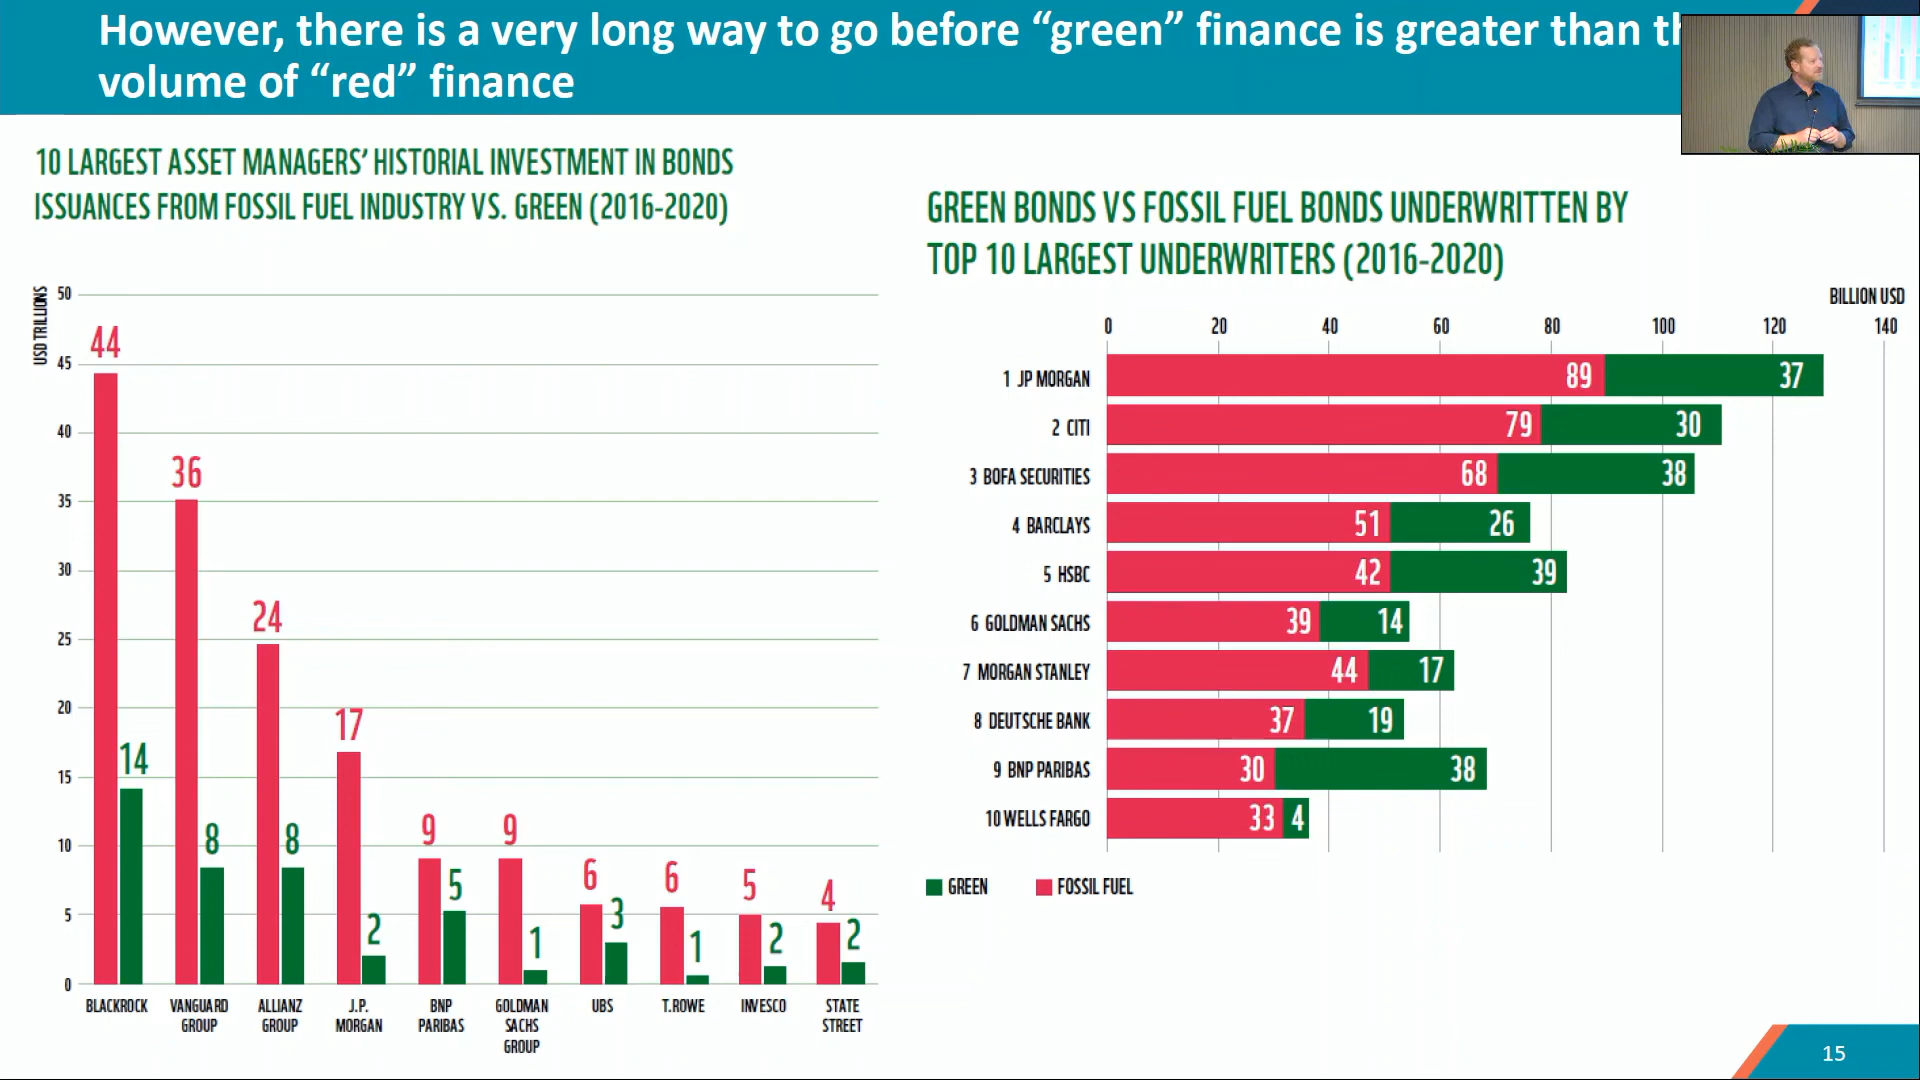 However, there is a very long way to go before “green” finance is greater than
volume of “red” finance
10 LARGEST ASSET MANAGERS’ HISTORIAL INVESTMENT IN BONDS
ISSUANCES FROM FOSSIL FUEL INDUSTRY VS. GREEN (2016-2020)
USD TRILLIONS
50
45
40
35
30
25
20
15
10
5
0
44
14
36
8
24
8
17
2
9
5
9
1
6
3
6
1
5
2
4
2
BLACKROCK
VANGUARD
GROUP
ALLIANZ
GROUP
J.P.
MORGAN
BNP
PARIBAS
GOLDMAN
SACHS
GROUP
UBS
T.ROWE
INVESCO
STATE
STREET
GREEN BONDS VS FOSSIL FUEL BONDS UNDERWRITTEN BY
TOP 10 LARGEST UNDERWRITERS (2016-2020)
BILLION USD
0 20 40 60 80 100 120 140
1 JP MORGAN 89 37
2 CITI 79 30
3 BOFA SECURITIES 68 38
4 BARCLAYS 51 26
5 HSBC 42 39
6 GOLDMAN SACHS 39 14
7 MORGAN STANLEY 44 17
8 DEUTSCHE BANK 37 19
9 BNP PARIBAS 30 38
10 WELLS FARGO 33 4
GREEN FOSSIL FUEL
15